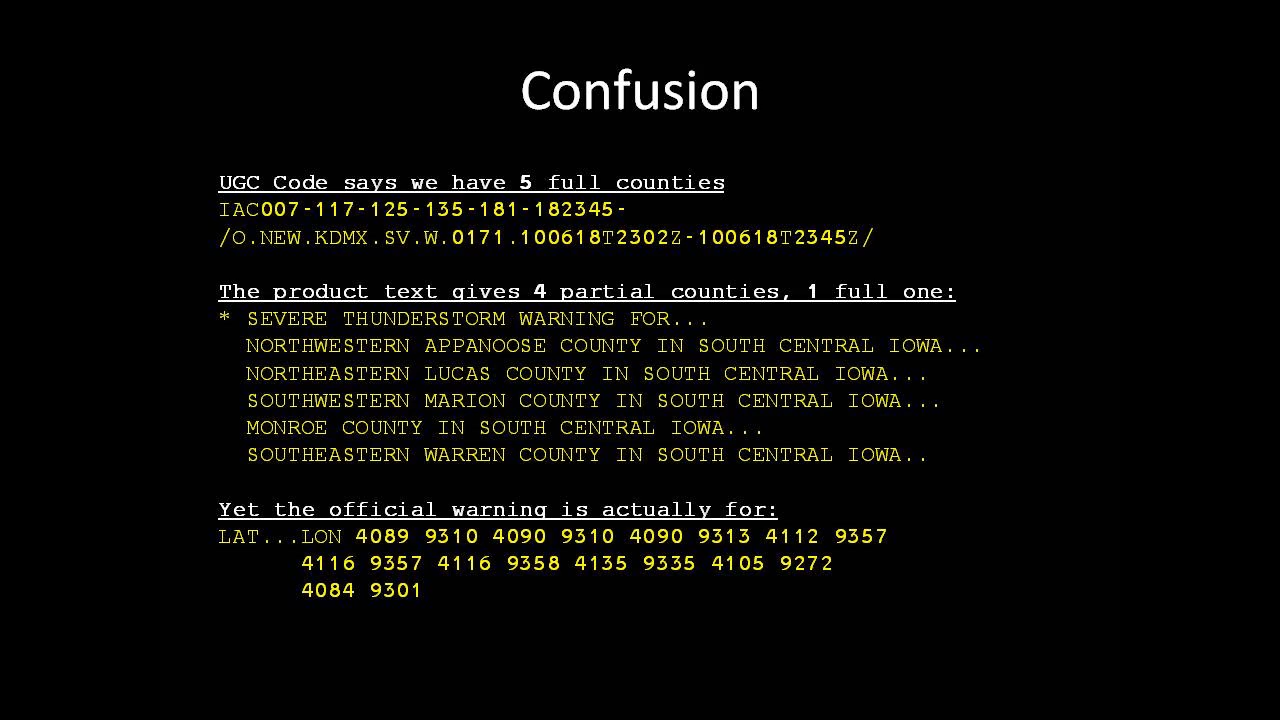 Confusion
UGC Code says we have 5 full counties
IAC007-117-125-135-181-182345-
/O.NEW.KDMX.SV.W.0171.100618T2302Z-100618T2345Z/
The product text gives 4 partial counties, 1 full one:
* SEVERE THUNDERSTORM WARNING FOR...
NORTHWESTERN APPANOOSE COUNTY IN SOUTH CENTRAL IOWA...
NORTHEASTERN LUCAS COUNTY IN SOUTH CENTRAL IOWA...
SOUTHWESTERN MARION COUNTY IN SOUTH CENTRAL IOWA...
MONROE COUNTY IN SOUTH CENTRAL IOWA...
SOUTHEASTERN WARREN COUNTY IN SOUTH CENTRAL IOWA..
Yet the official warning is actually for:
LAT...LON 4089 9310 4090 9310 4090 9313 4112 9357
4116 9357 4116 9358 4135 9335 4105 9272
4084 9301